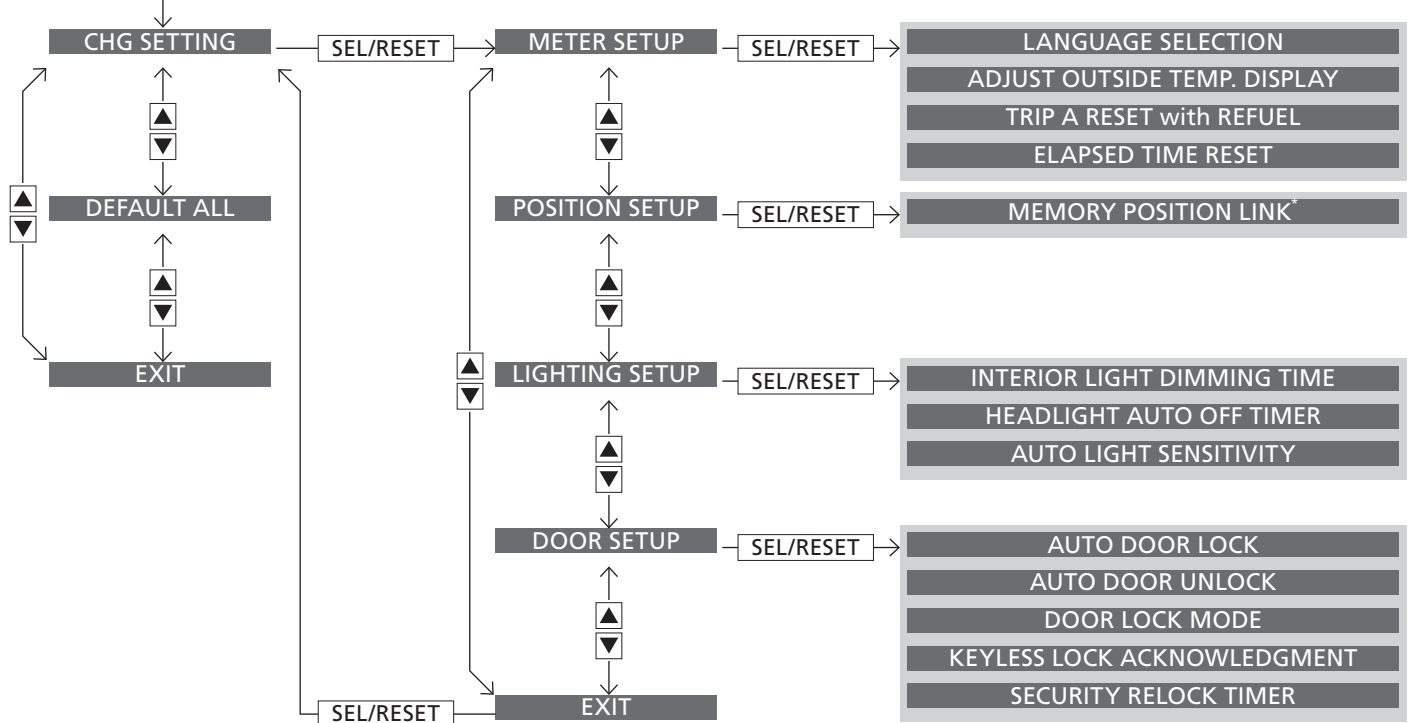 CHG SETTING
SEL/RESET
METER SETUP
SEL/RESET
LANGUAGE SELECTION
ADJUST OUTSIDE TEMP. DISPLAY
TRIP A RESET with REFUEL
ELAPSED TIME RESET
▲
▼
▲
▼
DEFAULT ALL
▲
▼
POSITION SETUP
SEL/RESET
MEMORY POSITION LINK*
▲
▼
▲
▼
EXIT
▲
▼
LIGHTING SETUP
SEL/RESET
INTERIOR LIGHT DIMMING TIME
HEADLIGHT AUTO OFF TIMER
AUTO LIGHT SENSITIVITY
▲
▼
DOOR SETUP
SEL/RESET
AUTO DOOR LOCK
AUTO DOOR UNLOCK
DOOR LOCK MODE
KEYLESS LOCK ACKNOWLEDGMENT
SECURITY RELOCK TIMER
▲
▼
SEL/RESET
EXIT